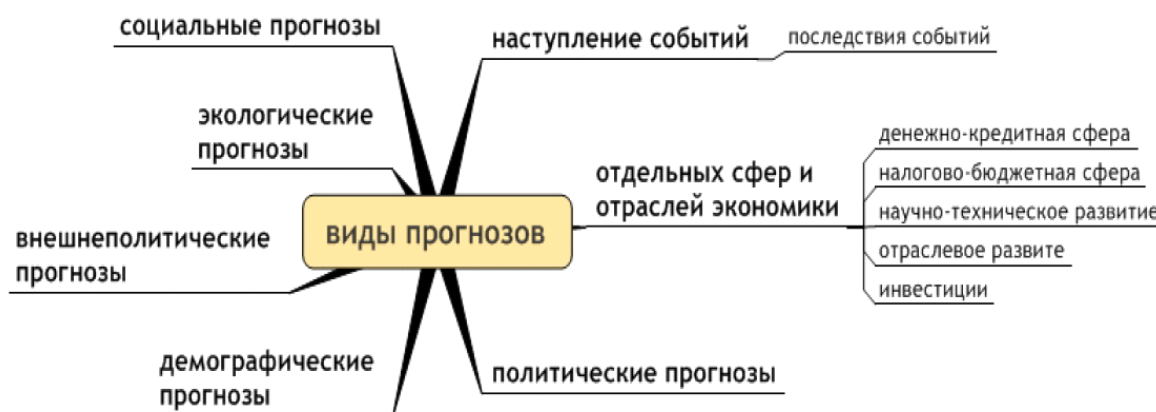 социальные прогнозы
экологические
прогнозы
внешнеполитические
прогнозы
демографические
прогнозы
виды прогнозов
наступление событий
последствия событий
отдельных сфер и
отраслей экономики
денежно-кредитная сфера
налогово-бюджетная сфера
научно-техническое развитие
отраслевое развите
инвестиции
политические прогнозы